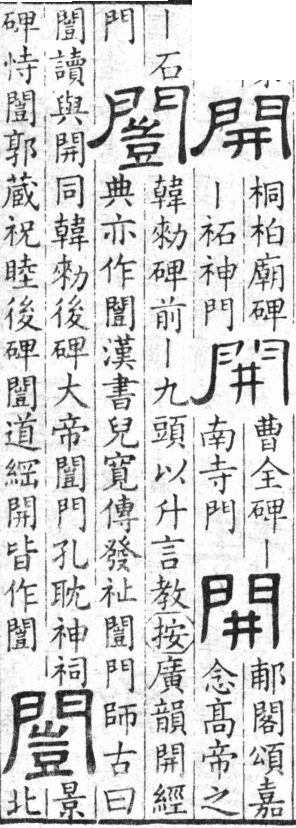 開
桐柏廟碑
丨祏神門
開
曹全碑丨
南寺門
開
郙閣頌嘉
念高帝之
丨石
門
闓
韓勑碑前丨九頭以升言教按廣韻開經
典亦作闓漢書兒寬傳發祉闓門師古曰
闓讀與開同韓勑後碑大帝闓門孔耽神祠
碑恃闓郭蔵祝睦後碑闓道綱開皆作闓
闓
景
北